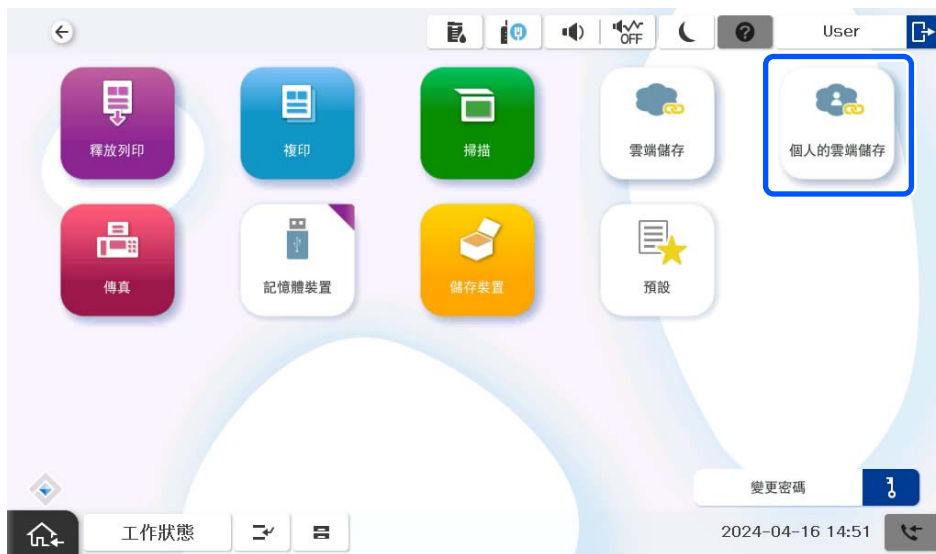 OFF
User
釋放列印
複印
掃描
雲端儲存
個人的雲端儲存
傳真
記憶體裝置
儲存裝置
預設
變更密碼
工作狀態
2024-04-16 14:51